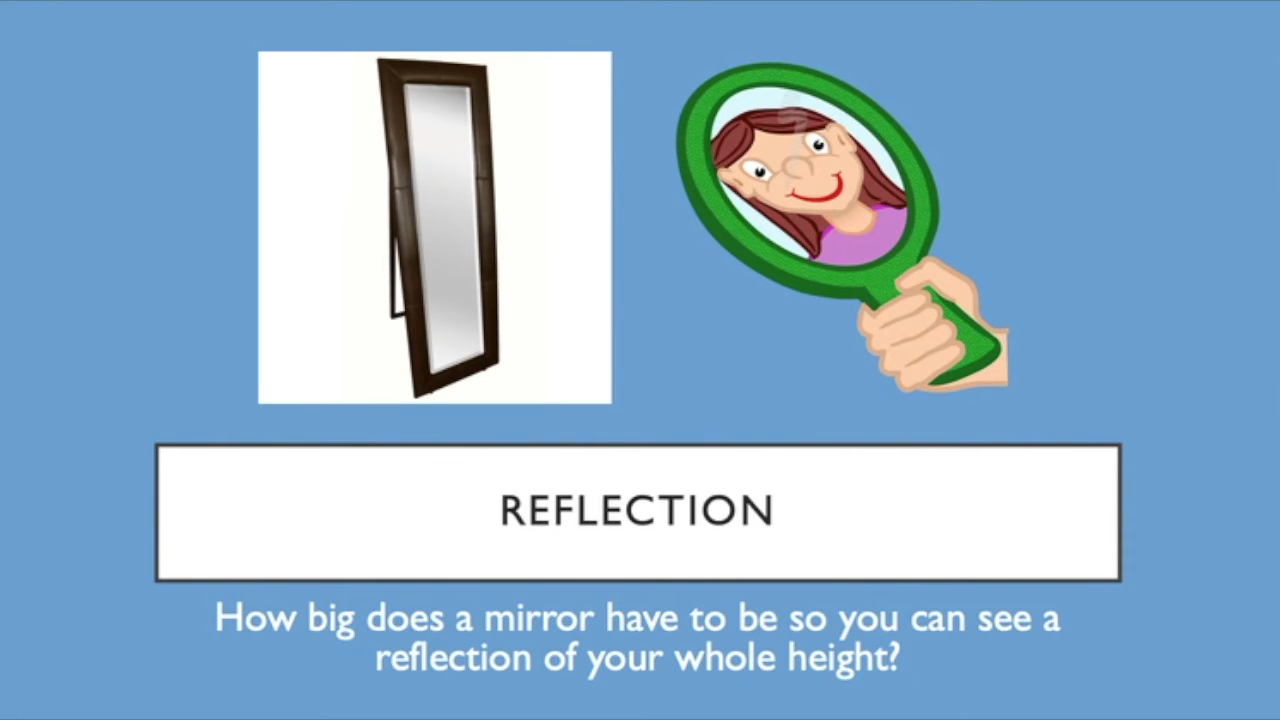 REFLECTION
How big does a mirror have to be so you can see a
reflection of your whole height?